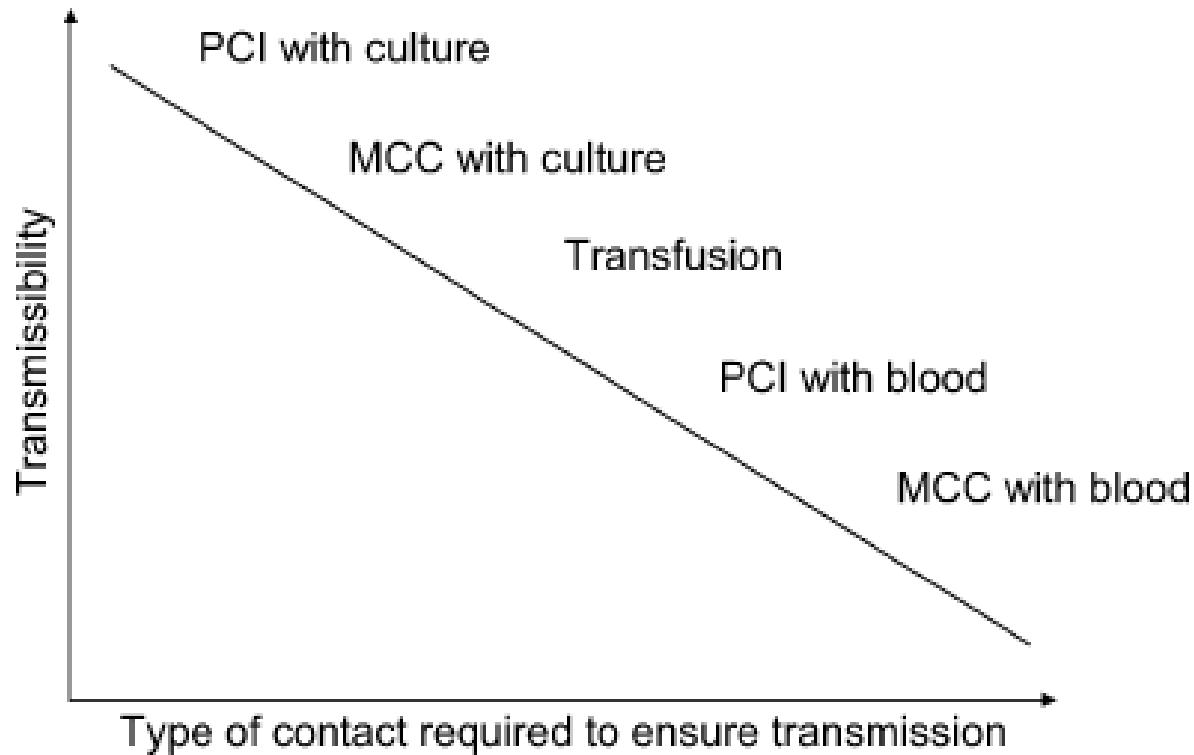 PCI with culture
MCC with culture
Transfusion
PCI with blood
MCC with blood
Transmissibility
Type of contact required to ensure transmission